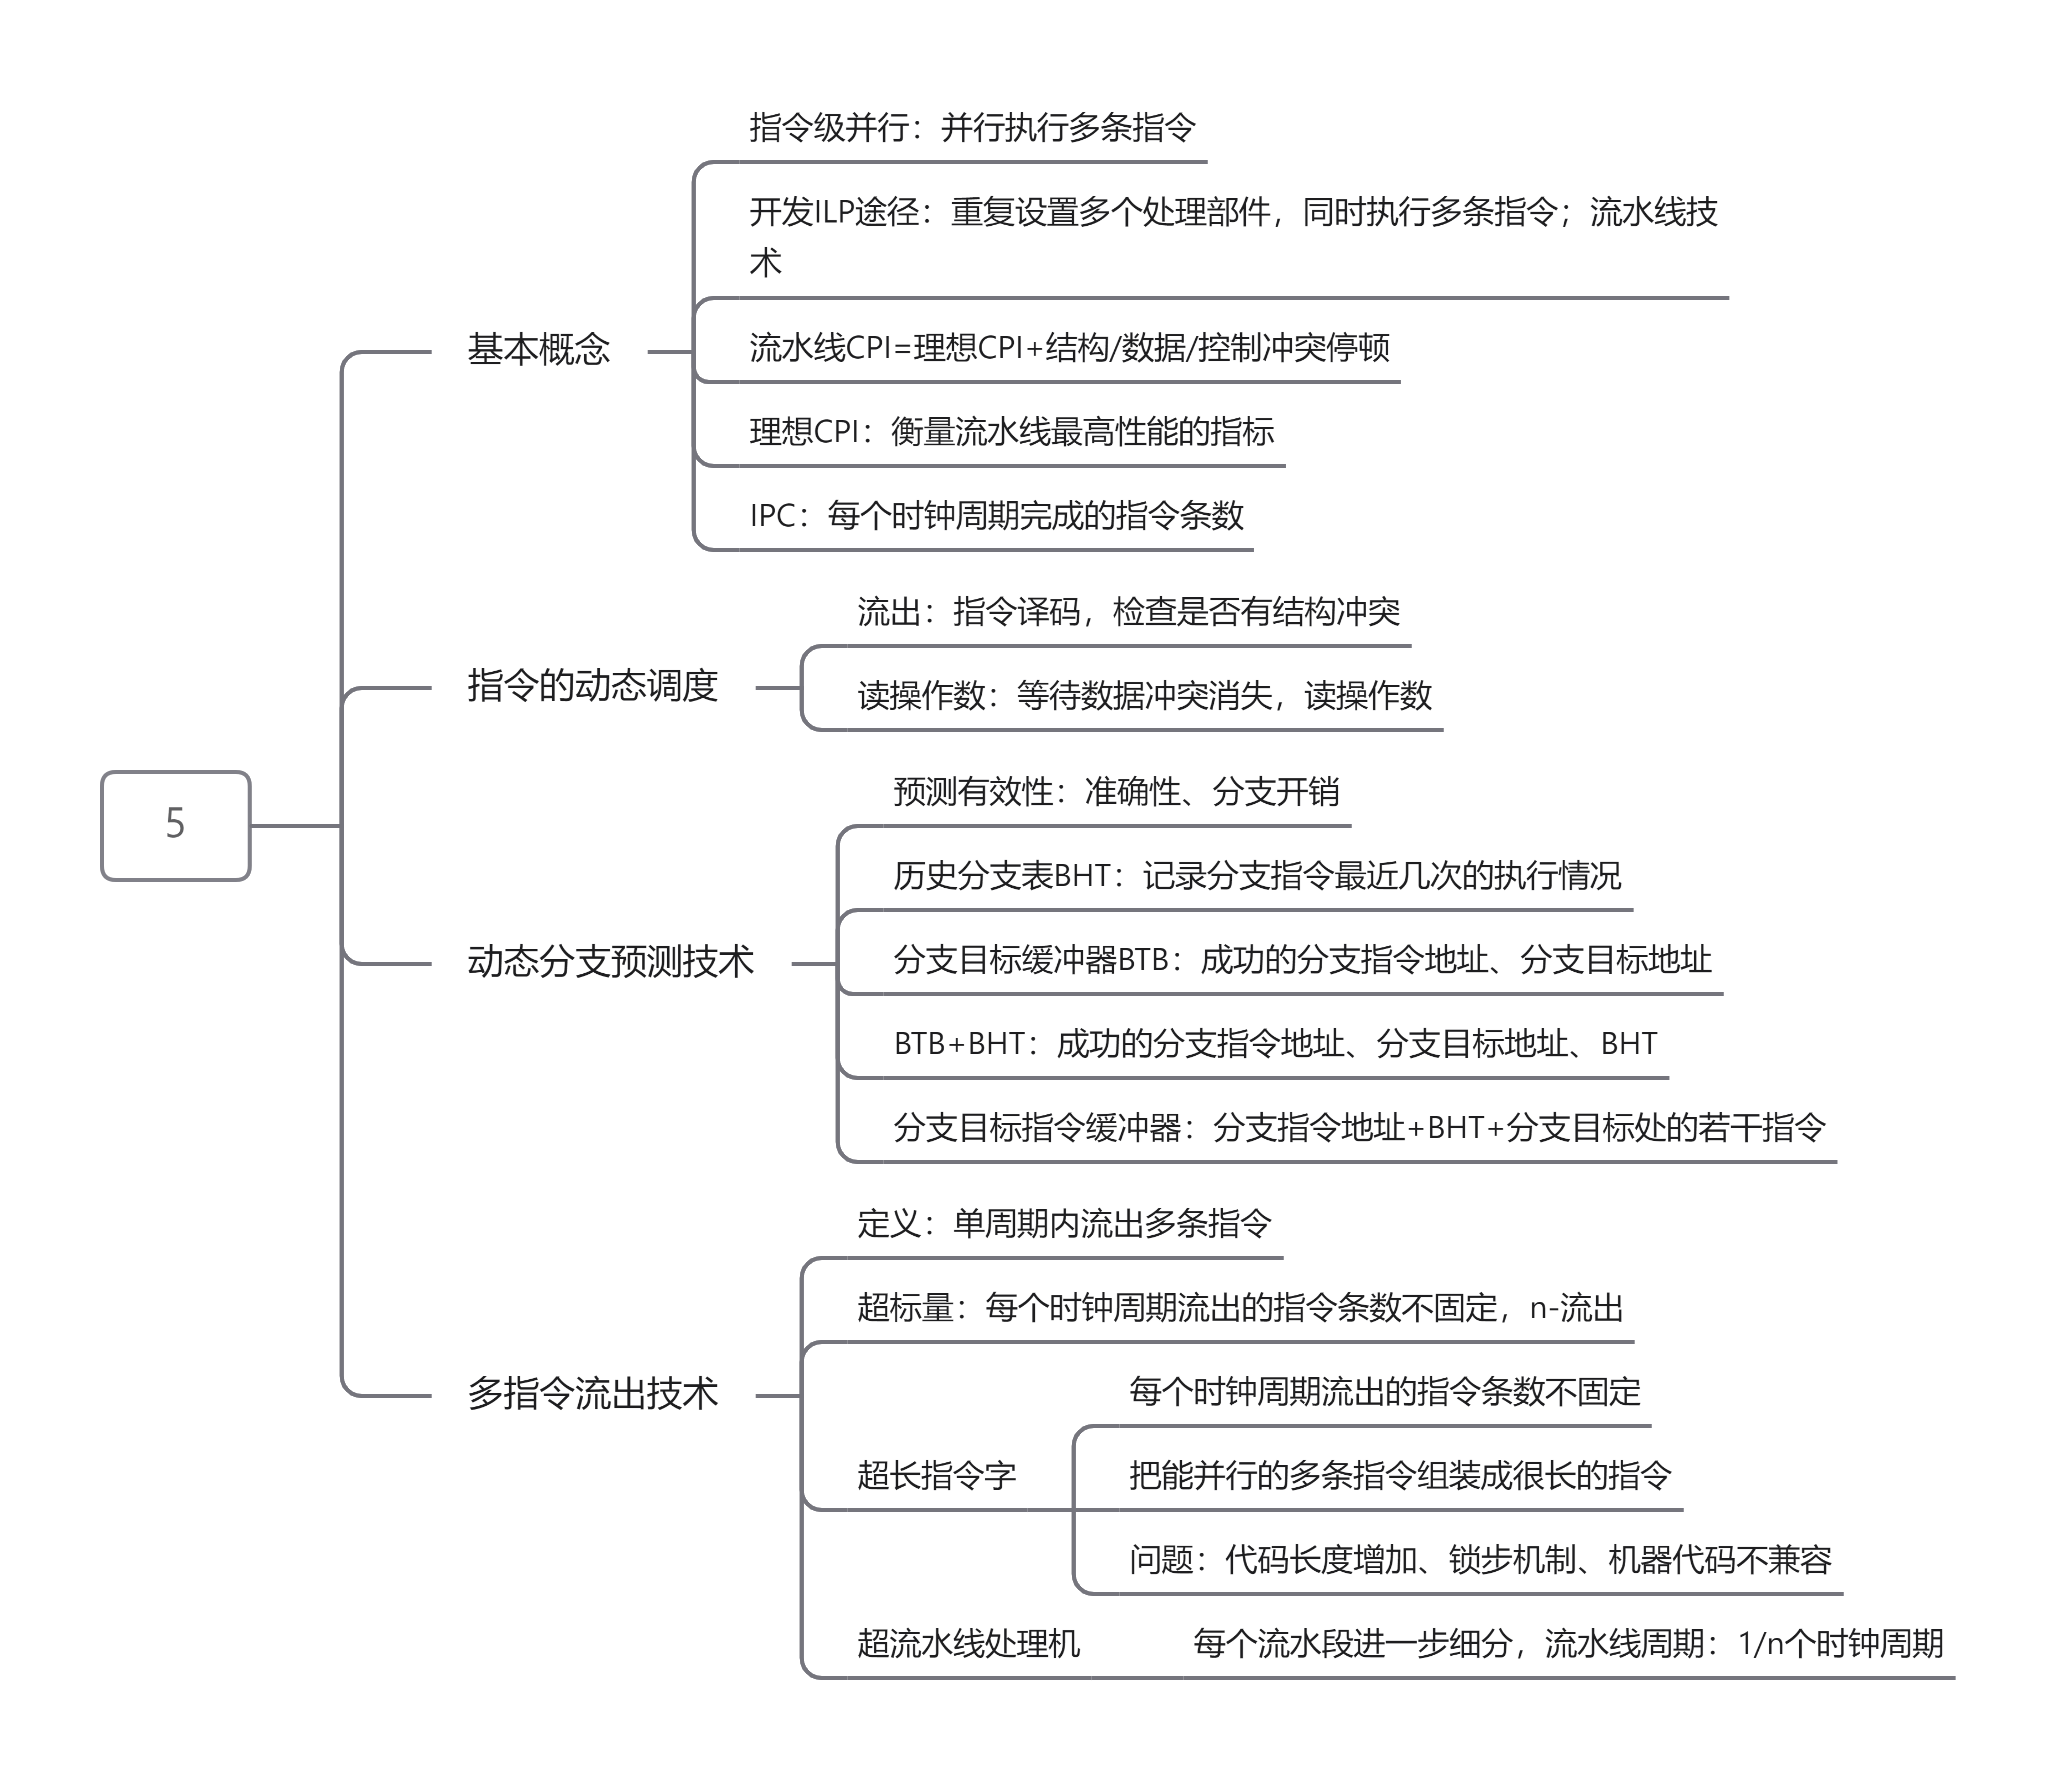 5
基本概念
指令级并行：并行执行多条指令
开发ILP途径：重复设置多个处理部件，同时执行多条指令；流水线技
术
流水线CPI=理想CPI+结构/数据/控制冲突停顿
理想CPI：衡量流水线最高性能的指标
IPC：每个时钟周期完成的指令条数
指令的动态调度
流出：指令译码，检查是否有结构冲突
读操作数：等待数据冲突消失，读操作数
动态分支预测技术
预测有效性：准确性、分支开销
历史分支表BHT：记录分支指令最近几次的执行情况
分支目标缓冲器BTB：成功的分支指令地址、分支目标地址
BTB+BHT：成功的分支指令地址、分支目标地址、BHT
分支目标指令缓冲器：分支指令地址+BHT+分支目标处的若干指令
多指令流出技术
定义：单周期内流出多条指令
超标量：每个时钟周期流出的指令条数不固定，n-流出
超长指令字
每个时钟周期流出的指令条数不固定
把能并行的多条指令组装成很长的指令
问题：代码长度增加、锁步机制、机器代码不兼容
超流水线处理机
每个流水段进一步细分，流水线周期：1/n个时钟周期